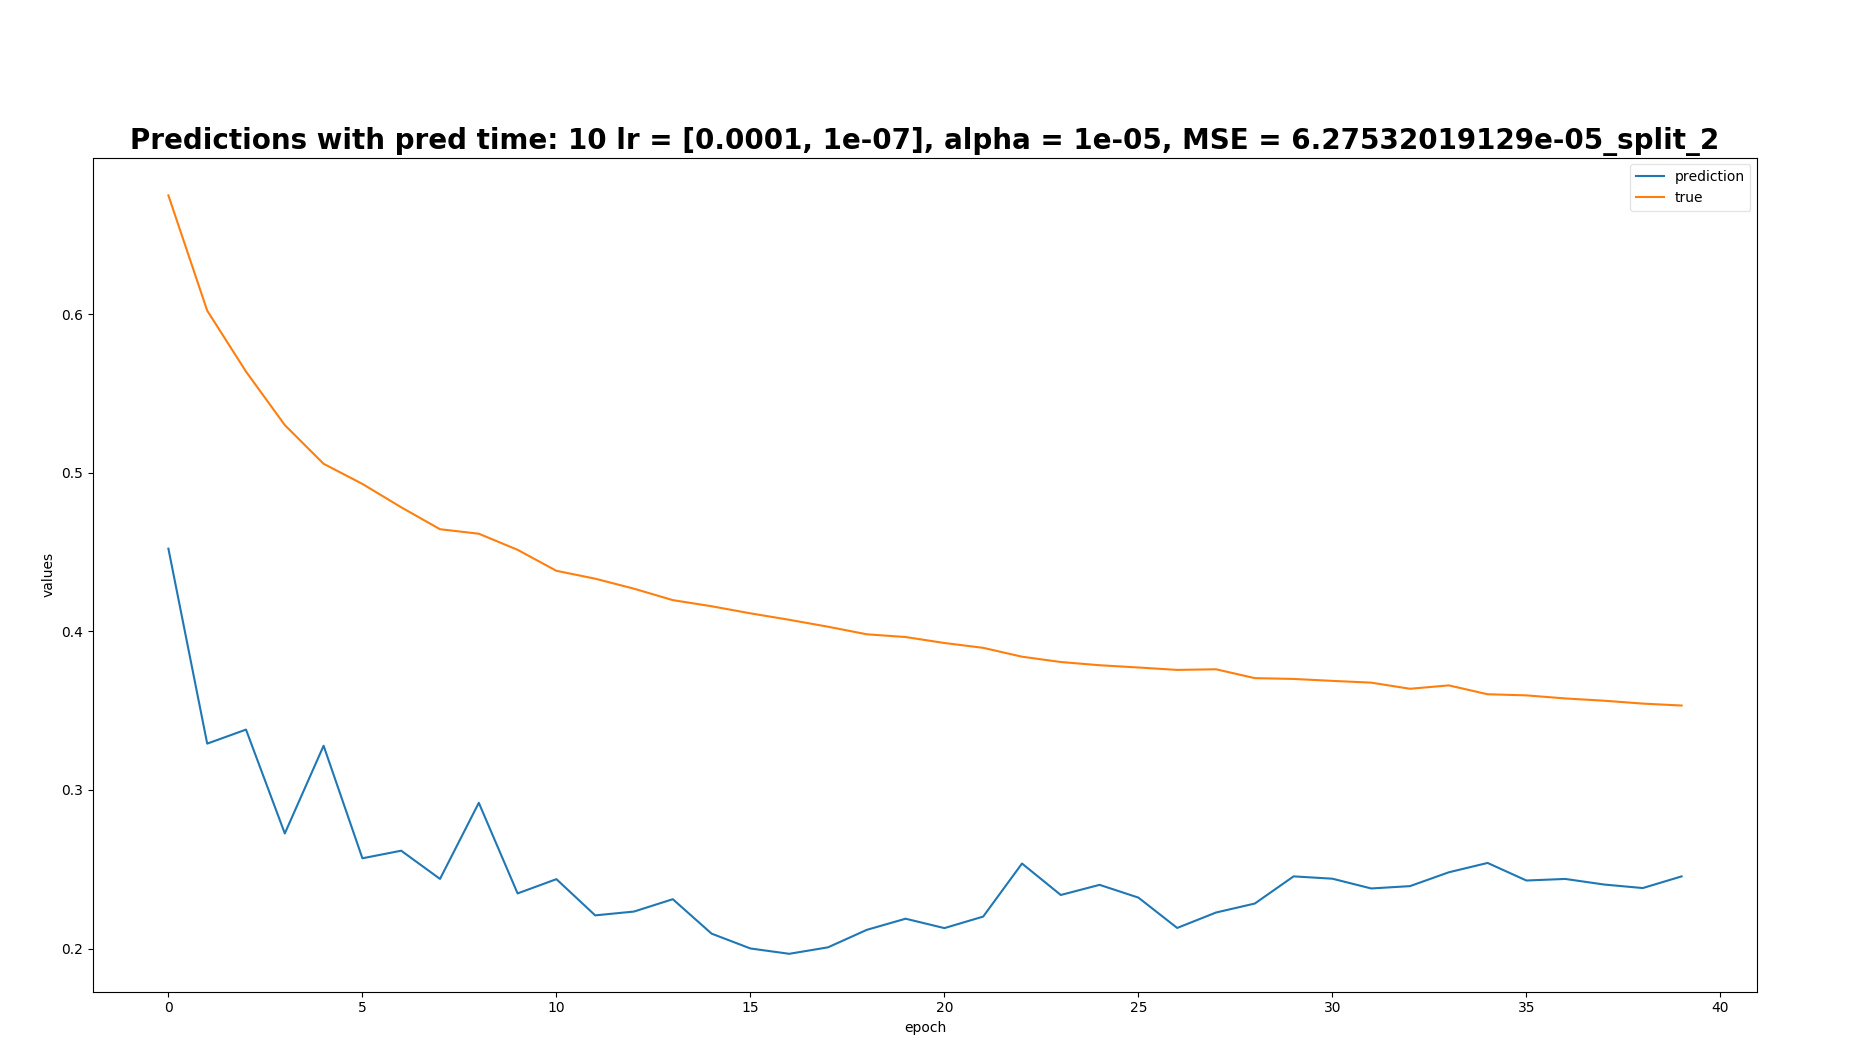 Predictions with pred time: 10 lr = [0.0001, 1e-07], alpha = 1e-05, MSE = 6.27532019129e-05_split_2
prediction
true
0.6
0.5
0.4
0.3
0.2
values
0 5 10 15 20 25 30 35 40
epoch